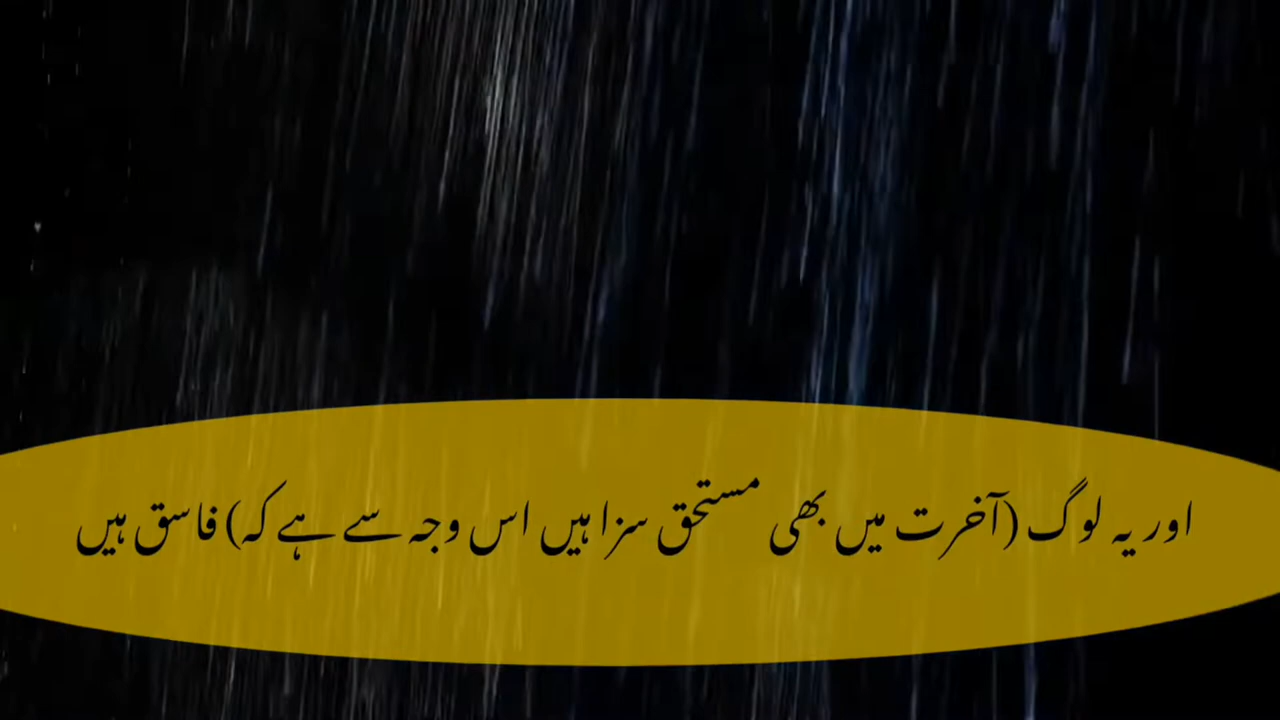 اور یہ لوگ (آخرت میں بھی مستحق سزا ہیں اس وجہ سے ہے کہ) فاسق ہیں